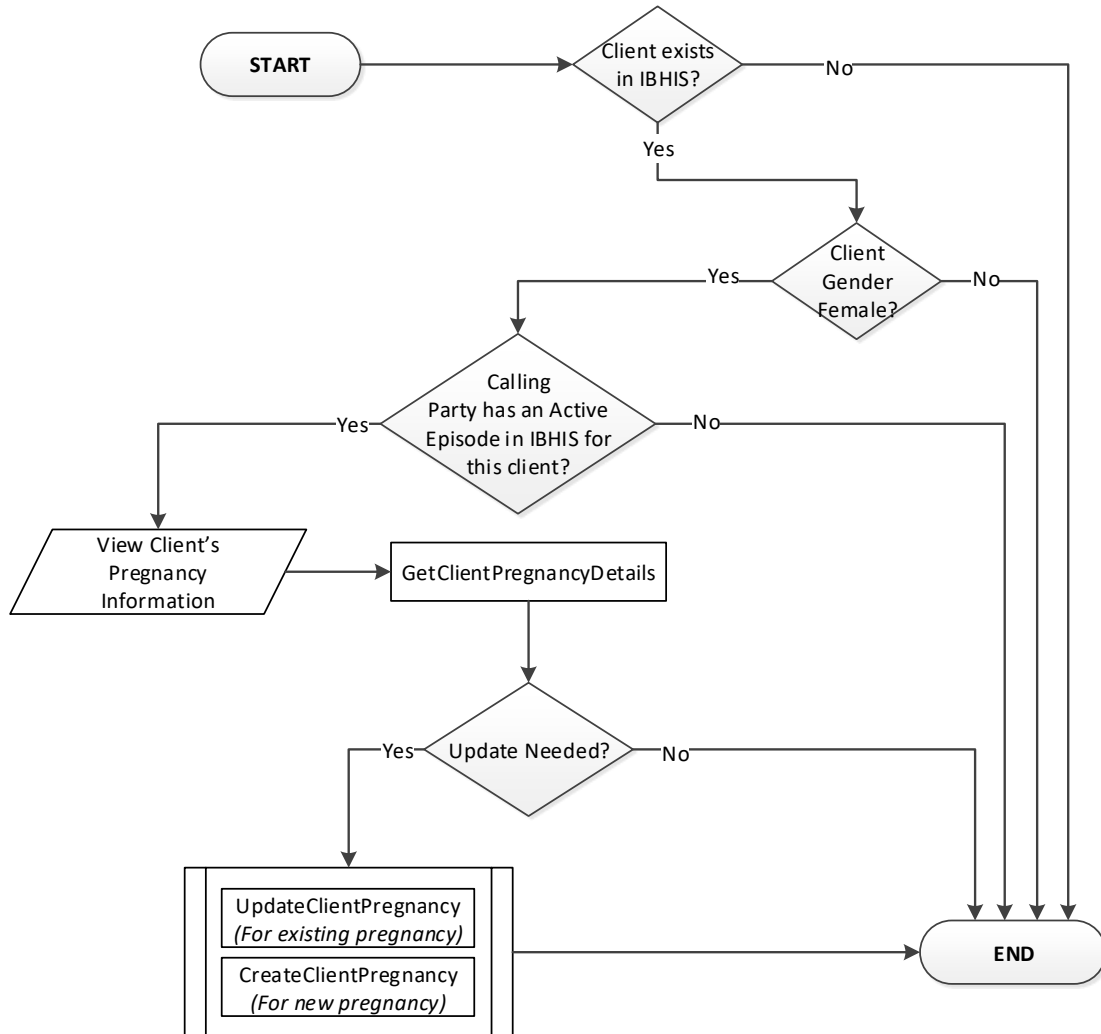 START
Client exists
in IBHIS?
No
Yes
Client
Gender
Female?
Yes
No
Calling
Party has an Active
Episode in IBHIS for
this client?
Yes
No
View Client’s
Pregnancy
Information
GetClientPregnancyDetails
Update Needed?
Yes
No
UpdateClientPregnancy
(For existing pregnancy)
CreateClientPregnancy
(For new pregnancy)
END